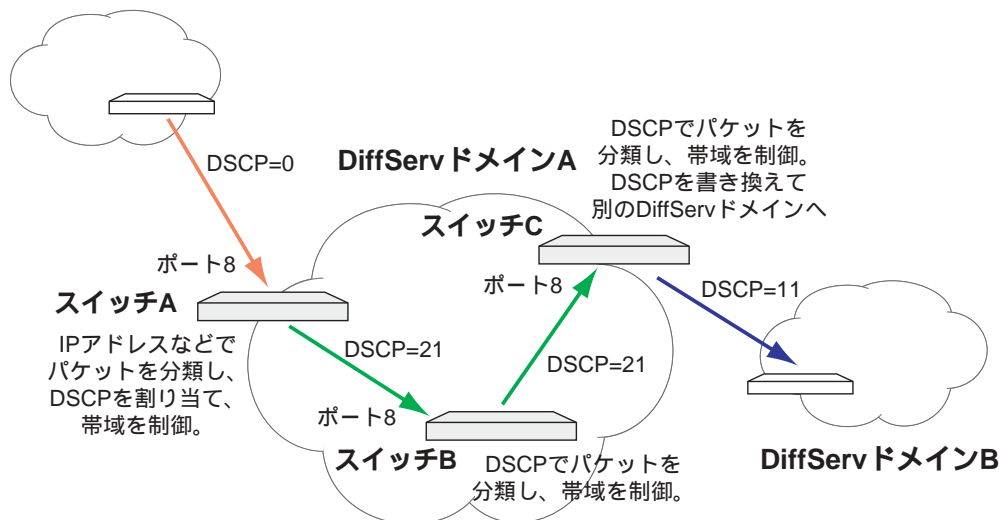 DSCP=0
DiffServドメインA
DSCPでパケットを
分類し、帯域を制御。
DSCPを書き換えて
別のDiffServドメインへ
スイッチC
ポート8
スイッチA
ポート8
DSCP=11
IPアドレスなどで
パケットを分類し、
DSCPを割り当て、
帯域を制御。
DSCP=21
DSCP=21
ポート8
スイッチB
DSCPでパケットを
分類し、帯域を制御。
DiffServドメインB